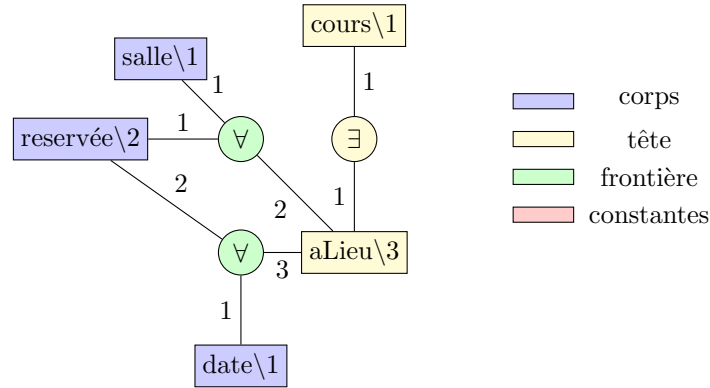 cours\1
salle\1
1
1
corps
reservée\2
1
∀
∃
tête
2
1
frontière
2
constantes
∀
3
aLieu\3
1
date\1